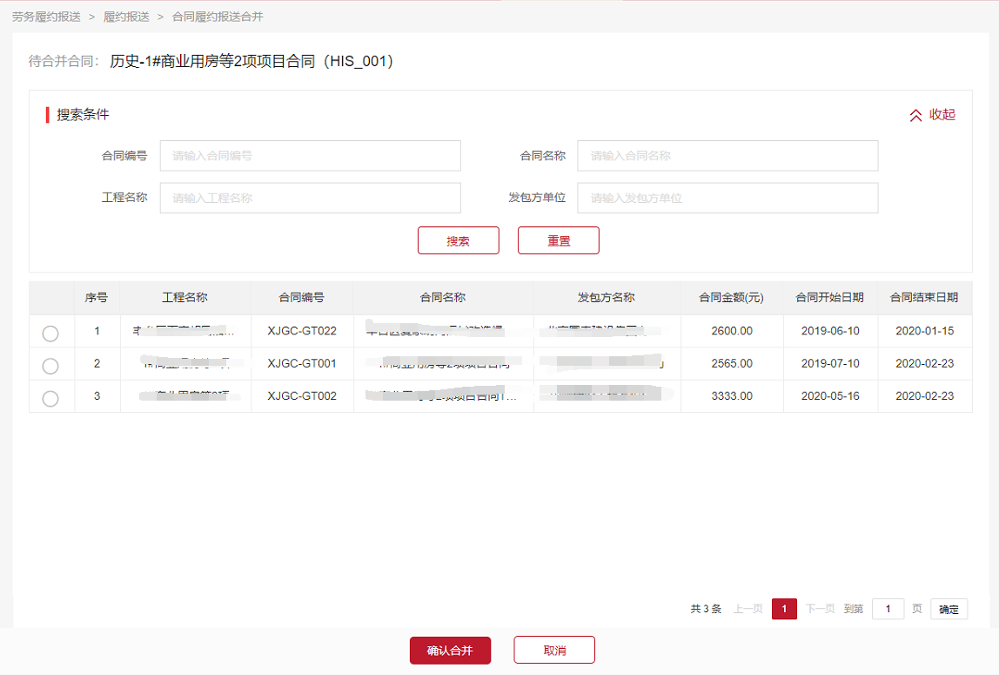 劳务履约报送 > 履约报送 > 合同履约报送合并
待合并合同： 历史-1#商业用房等2项项目合同（HIS_001）
搜索条件 收起
合同编号 请输入合同编号 合同名称 请输入合同名称
工程名称 请输入工程名称 发包方单位 请输入发包方单位
搜索 重置
序号 工程名称 合同编号 合同名称 发包方名称 合同金额(元) 合同开始日期 合同结束日期
1 XJGC-GT022 2600.00 2019-06-10 2020-01-15
2 XJGC-GT001 2565.00 2019-07-10 2020-02-23
3 XJGC-GT002 3333.00 2020-05-16 2020-02-23
共 3 条 上一页 1 下一页 到第 1 页 确定
确认合并 取消